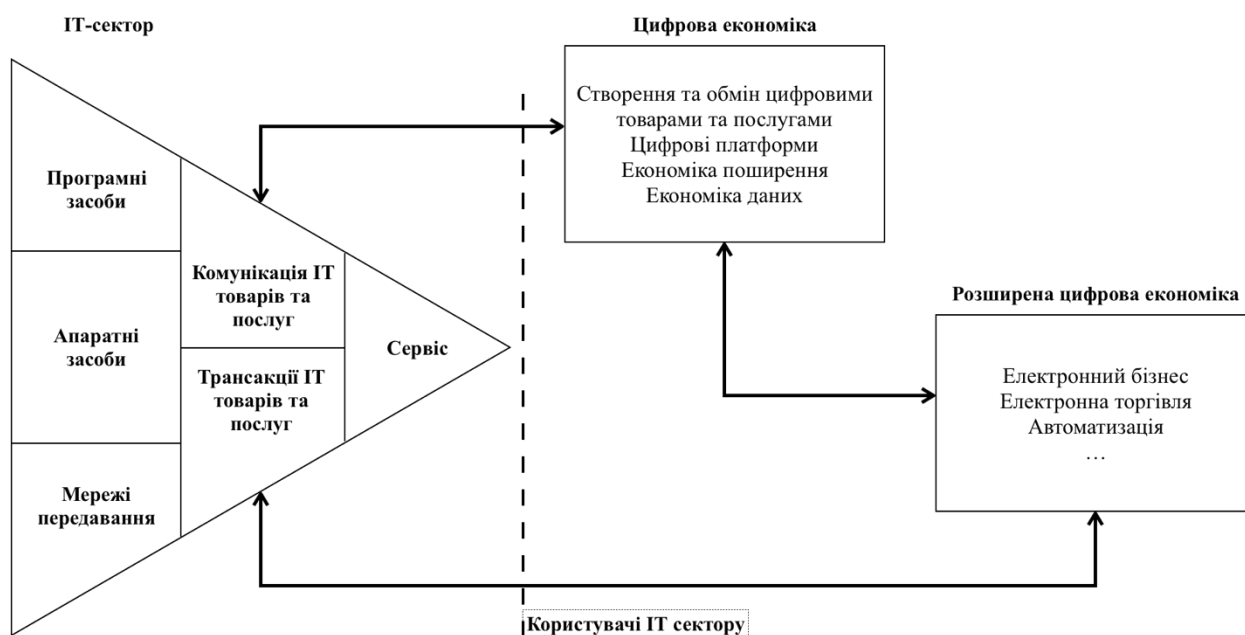 ІТ-сектор
Програмні
засоби
Апаратні
засоби
Мережі
передавання
Комунікація ІТ
товарів та
послуг
Трансакції ІТ
товарів та
послуг
Сервіс
Цифрова економіка
Створення та обмін цифровими
товарами та послугами
Цифрові платформи
Економіка поширення
Економіка даних
Розширена цифрова економіка
Електронний бізнес
Електронна торгівля
Автоматизація
…
Користувачі ІТ сектору